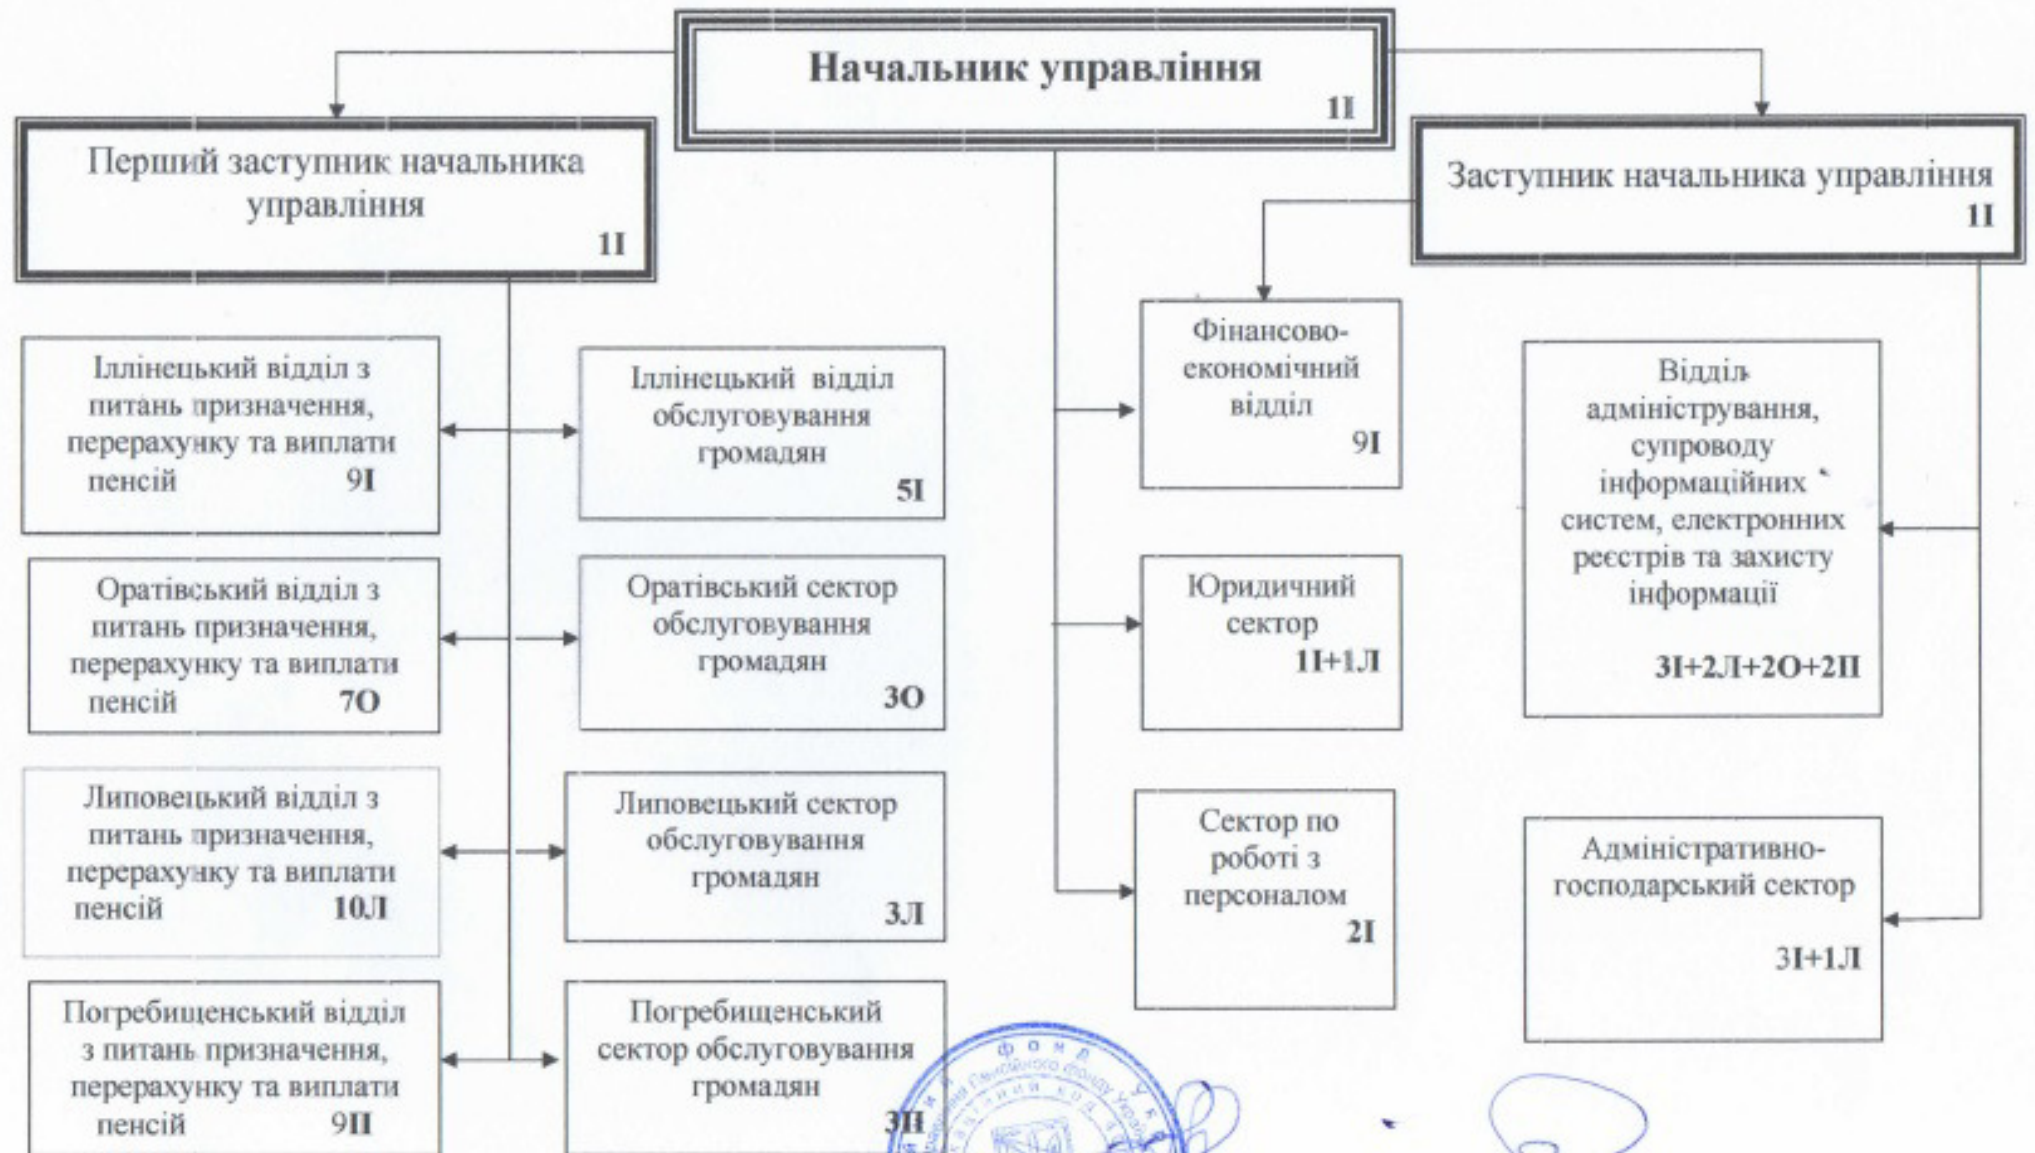 Начальник управління
1І
Перший заступник начальника
управління
1І
Заступник начальника управління
1І
Іллінецький відділ з
питань призначення,
перерахунку та виплати
пенсій 9І
Іллінецький відділ
обслуговування
громадян
5І
Фінансово-
економічний
відділ
9І
Відділ
адміністрування,
супроводу
інформаційних
систем, електронних
реєстрів та захисту
інформації
3І+2Л+2О+2П
Оратівський відділ з
питань призначення,
перерахунку та виплати
пенсій 7О
Оратівський сектор
обслуговування
громадян
3О
Юридичний
сектор
1І+1Л
Липовецький відділ з
питань призначення,
перерахунку та виплати
пенсій 10Л
Липовецький сектор
обслуговування
громадян
3Л
Сектор по
роботі з
персоналом
2І
Адміністративно-
господарський сектор
3І+1Л
Погребищенський відділ
з питань призначення,
перерахунку та виплати
пенсій 9П
Погребищенський
сектор обслуговування
громадян
3П
фонд
Пенсійного фонду
код